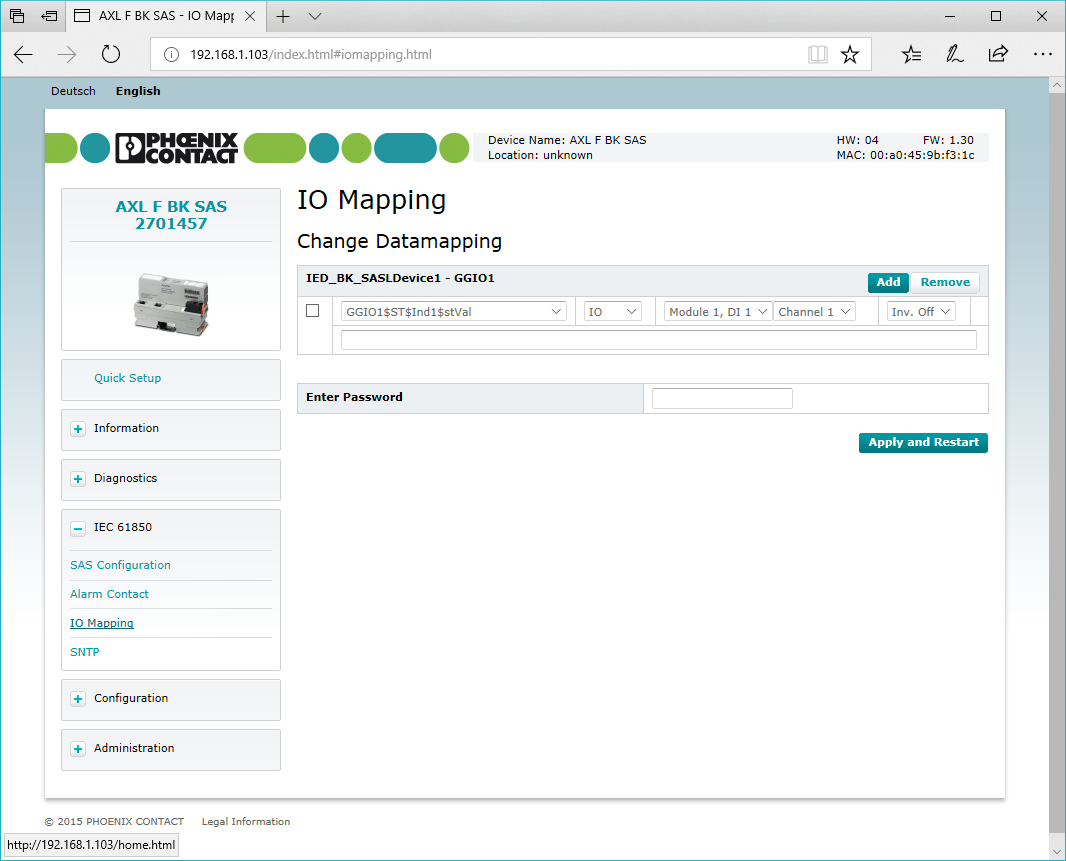 AXL F BK SAS - IO Mapp
192.168.1.103/index.html#iomapping.html
Deutsch English
PHŒNIX
CONTACT
Device Name: AXL F BK SAS
Location: unknown
HW: 04 FW: 1.30
MAC: 00:a0:45:9b:f3:1c
AXL F BK SAS
2701457
Quick Setup
Information
Diagnostics
IEC 61850
SAS Configuration
Alarm Contact
IO Mapping
SNTP
Configuration
Administration
IO Mapping
Change Datamapping
IED_BK_SASLDevice1 - GGIO1
Add Remove
GGIO1$ST$Ind1$stVal IO Module 1, DI 1 Channel 1 Inv. Off
Enter Password
Apply and Restart
© 2015 PHOENIX CONTACT Legal Information
http://192.168.1.103/home.html